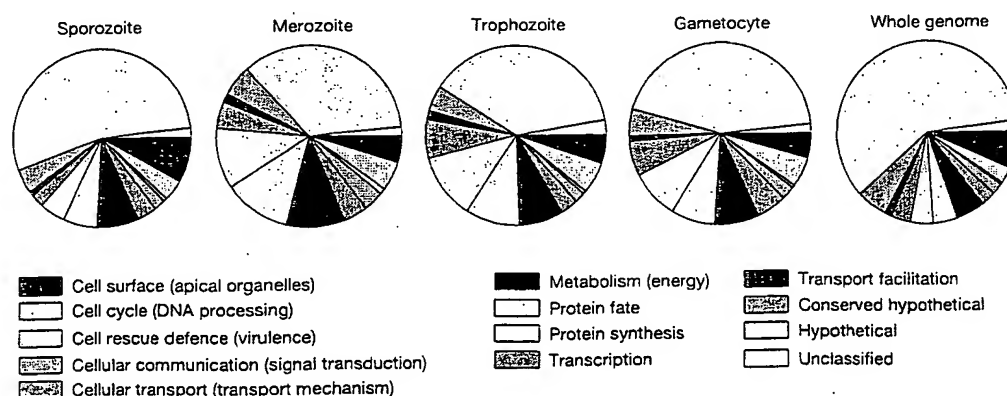 Sporozoite
Merozoite
Trophozoite
Gametocyte
Whole genome
Cell surface (apical organelles)
Cell cycle (DNA processing)
Cell rescue defence (virulence)
Cellular communication (signal transduction)
Cellular transport (transport mechanism)
Metabolism (energy)
Protein fate
Protein synthesis
Transcription
Transport facilitation
Conserved hypothetical
Hypothetical
Unclassified